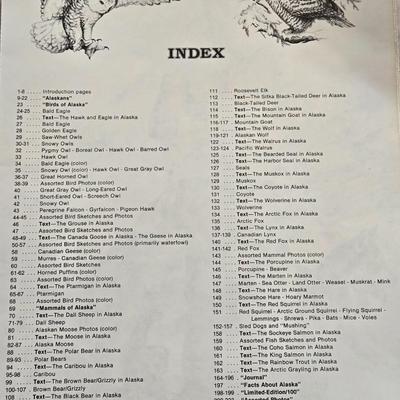 INDEX
1-8 ..... Introduction pages
9-22 ..... "Alaskans"
23 ..... "Birds of Alaska"
24-25 ..... Bald Eagle
26 ..... Text—The Hawk and Eagle in Alaska
27 ..... Bald Eagle
28 ..... Golden Eagle
29 ..... Saw-Whet Owls
30-31 ..... Snowy Owls
32 ..... Pygmy Owl - Boreal Owl - Hawk Owl - Barred Owl
33 ..... Hawk Owl
34 ..... Bald Eagle (color)
35 ..... Snowy Owl (color) - Hawk Owl - Great Gray Owl
36-37 ..... Great Horned Owl
38-39 ..... Assorted Birds Photos (color)
40 ..... Great Gray Owl - Long-Eared Owl
41 ..... Short-Eared Owl - Screech Owl
42 ..... Snowy Owl
43 ..... Peregrine Falcon - Gyrfalcon - Pigeon Hawk
44-45 ..... Assorted Bird Sketches and Photos
46 ..... Text—The Grouse in Alaska
47 ..... Assorted Bird Sketches and Photos
48-49 ..... Text—The Canada Goose in Alaska - The Geese in Alaska
50-57 ..... Assorted Bird Sketches and Photos (primarily waterfowl)
58 ..... Canadian Geese (color)
59 ..... Murres - Canadian Geese (color)
60 ..... Assorted Bird Sketches
61-62 ..... Horned Puffins (color)
63 ..... Assorted Bird Photos (color)
64 ..... Text—The Ptarmigan in Alaska
65-67 ..... Ptarmigan
68 ..... Assorted Bird Photos (color)
69 ..... "Mammals of Alaska"
70 ..... Text—The Dall Sheep in Alaska
71-79 ..... Dall Sheep
80 ..... Alaskan Moose Photos (color)
81 ..... Text—The Moose in Alaska
82-87 ..... Alaskan Moose
88 ..... Text—The Polar Bear in Alaska
89-93 ..... Polar Bears
94 ..... Text—The Caribou in Alaska
95-98 ..... Caribou
99 ..... Text—The Brown Bear/Grizzly in Alaska
100-107 ..... Brown Bear/Grizzly
108 ..... Text—The Black Bear in Alaska
111 ..... Roosevelt Elk
112 ..... Text—The Sitka Black-Tailed Deer in Alaska
113 ..... Black-Tailed Deer
114 ..... Text—The Bison in Alaska
115 ..... Text—The Mountain Goat in Alaska
116-117 ..... Mountain Goat
118 ..... Text—The Wolf in Alaska
119-121 ..... Alaskan Wolf
122 ..... Text—The Walrus in Alaska
123-124 ..... Pacific Walrus
125 ..... Text—The Bearded Seal in Alaska
126 ..... Text—The Harbor Seal in Alaska
127 ..... Seals
128 ..... Text—The Muskox in Alaska
129 ..... Muskox
130 ..... Text—The Coyote in Alaska
131 ..... Coyote
132 ..... Text—The Wolverine in Alaska
133 ..... Wolverine
134 ..... Text—The Arctic Fox in Alaska
135 ..... Arctic Fox
136 ..... Text—The Lynx in Alaska
137-139 ..... Canadian Lynx
140 ..... Text—The Red Fox in Alaska
141-142 ..... Red Fox
143 ..... Assorted Mammal Photos (color)
144 ..... Text—The Porcupine in Alaska
145 ..... Porcupine - Beaver
146 ..... Text—The Marten in Alaska
147 ..... Marten - Sea Otter - Land Otter - Weasel - Muskrat - Mink
148 ..... Text—The Hare in Alaska
149 ..... Snowshoe Hare - Hoary Marmot
150 ..... Text—The Red Squirrel in Alaska
151 ..... Red Squirrel - Arctic Ground Squirrel - Flying Squirrel -
Lemmings - Shrews - Pika - Bats - Mice - Voles
152-157 ..... Sled Dogs and "Mushing"
158 ..... Text—The Sockeye Salmon in Alaska
159 ..... Assorted Fish Sketches and Photos
160 ..... Text—The Coho Salmon in Alaska
161 ..... Text—The King Salmon in Alaska
162 ..... Text—The Rainbow Trout in Alaska
163 ..... Text—The Arctic Grayling in Alaska
164-196 ..... "Journal"
197 ..... "Facts About Alaska"
198-199 ..... "Limited-Edition/100"